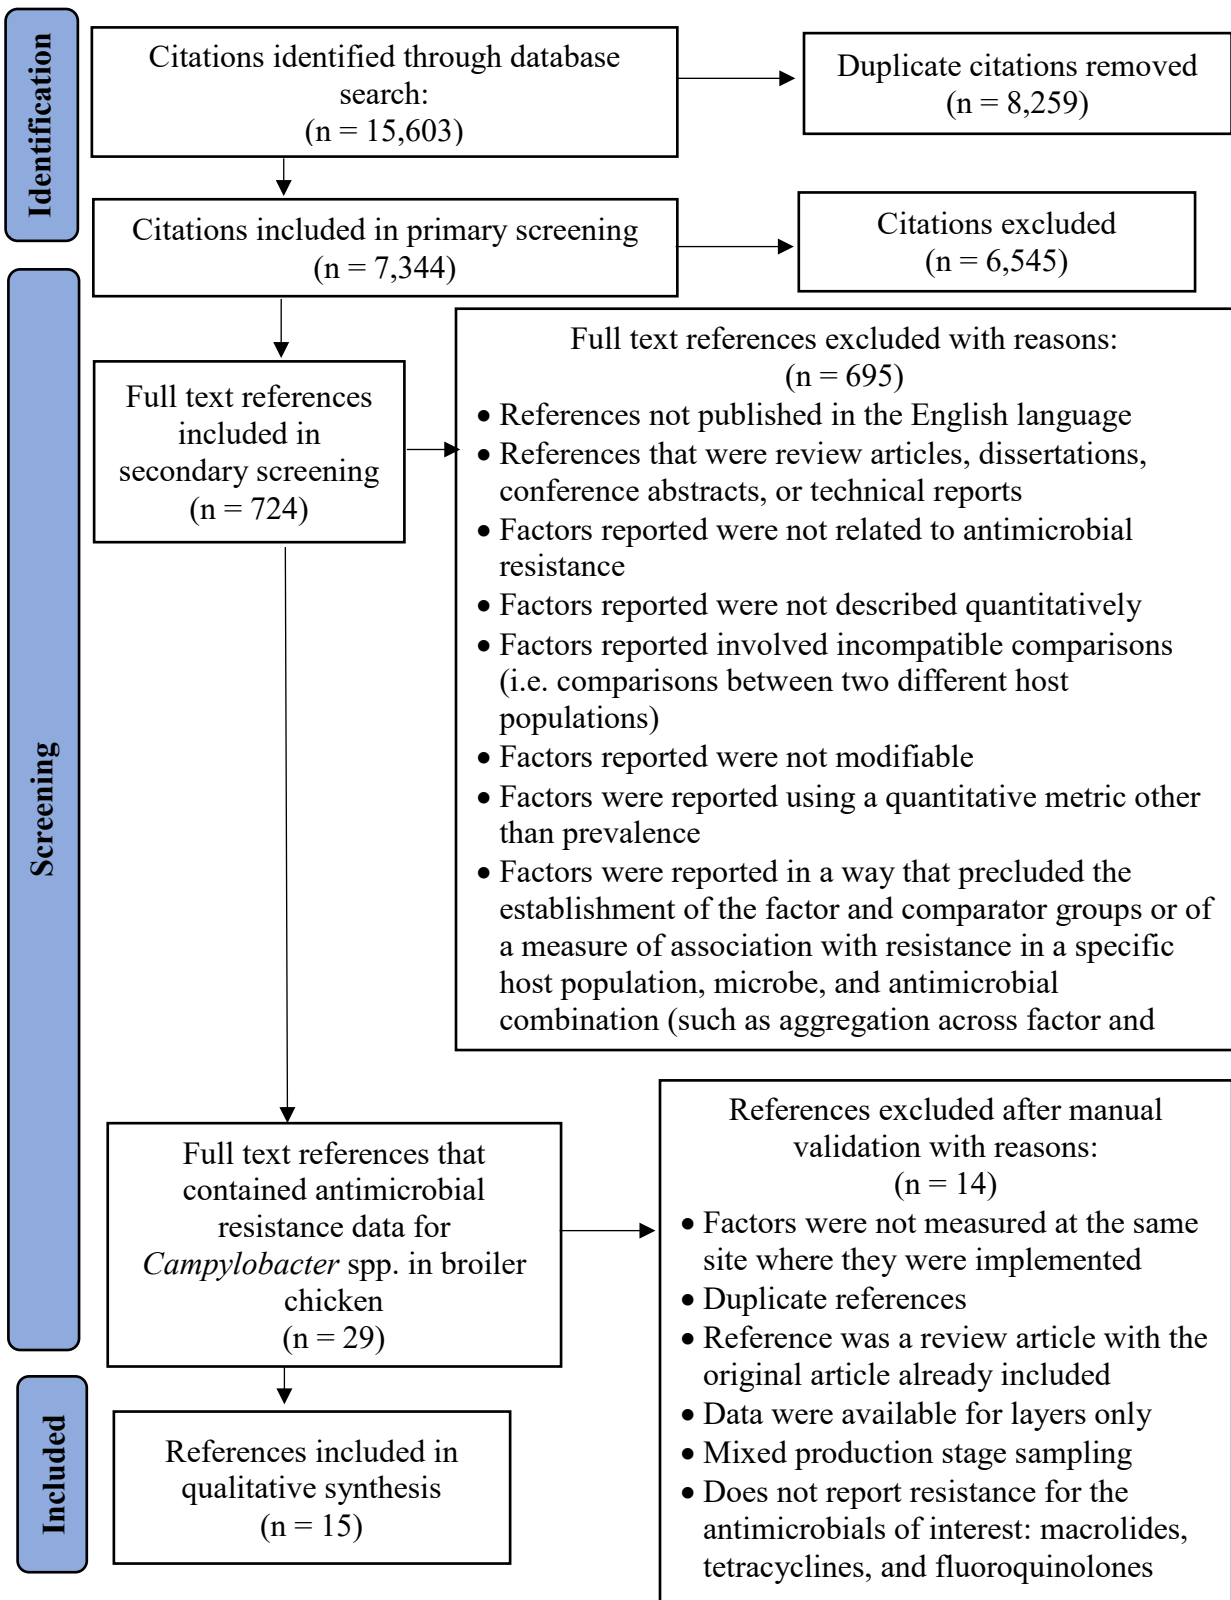 Identification
Citations identified through database
search:
(n = 15,603)
Duplicate citations removed
(n = 8,259)
Citations included in primary screening
(n = 7,344)
Citations excluded
(n = 6,545)
Screening
Full text references
included in
secondary screening
(n = 724)
Full text references excluded with reasons:
(n = 695)
• References not published in the English language
• References that were review articles, dissertations,
conference abstracts, or technical reports
• Factors reported were not related to antimicrobial
resistance
• Factors reported were not described quantitatively
• Factors reported involved incompatible comparisons
(i.e. comparisons between two different host
populations)
• Factors reported were not modifiable
• Factors were reported using a quantitative metric other
than prevalence
• Factors were reported in a way that precluded the
establishment of the factor and comparator groups or of
a measure of association with resistance in a specific
host population, microbe, and antimicrobial
combination (such as aggregation across factor and
Full text references that
contained antimicrobial
resistance data for
Campylobacter spp. in broiler
chicken
(n = 29)
References excluded after manual
validation with reasons:
(n = 14)
• Factors were not measured at the same
site where they were implemented
• Duplicate references
• Reference was a review article with the
original article already included
• Data were available for layers only
• Mixed production stage sampling
• Does not report resistance for the
antimicrobials of interest: macrolides,
tetracyclines, and fluoroquinolones
Included
References included in
qualitative synthesis
(n = 15)